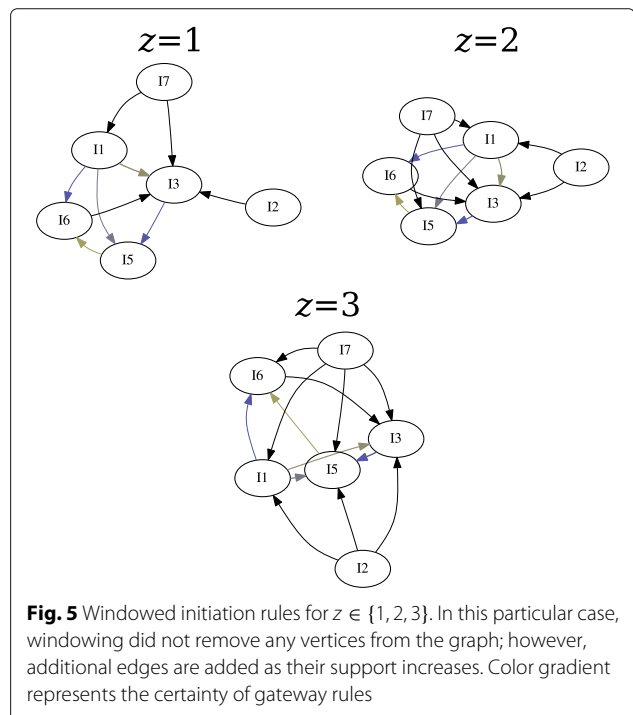 z=1
z=2
I7
I1
I3
I6
I2
I5
I7
I1
I2
I6
I3
I5
z=3
I7
I6
I3
I5
I1
I2
Fig. 5 Windowed initiation rules for z ∈ {1, 2, 3}. In this particular case,
windowing did not remove any vertices from the graph; however,
additional edges are added as their support increases. Color gradient
represents the certainty of gateway rules